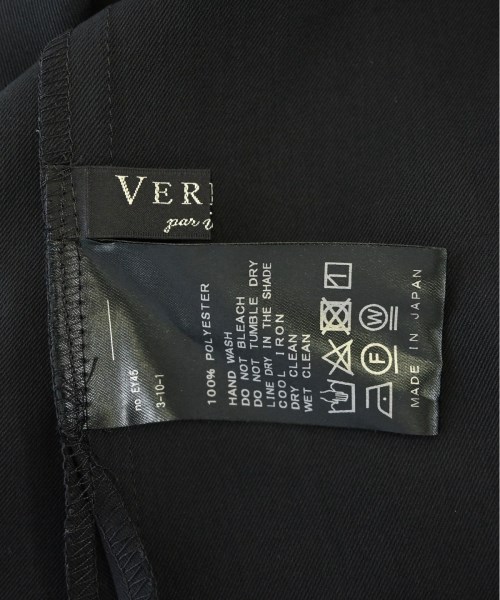 VER
par
no.EY45
3-10-1
100% POLYESTER
HAND WASH
DO NOT BLEACH
DO NOT TUMBLE DRY
LINE DRY IN THE SHADE
COOL IRON
DRY CLEAN
WET CLEAN
F
W
MADE IN JAPAN